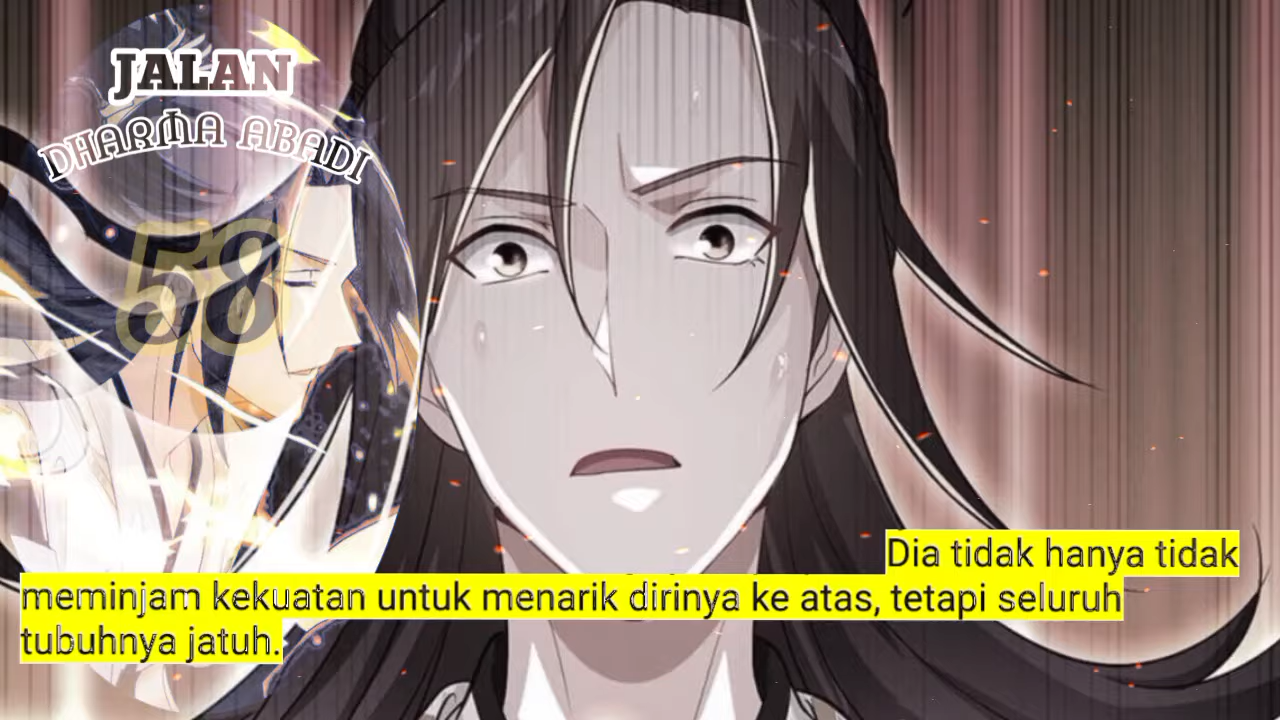 JALAN
DHARMA ABADI
58
Dia tidak hanya tidak
meminjam kekuatan untuk menarik dirinya ke atas, tetapi seluruh
tubuhnya jatuh.